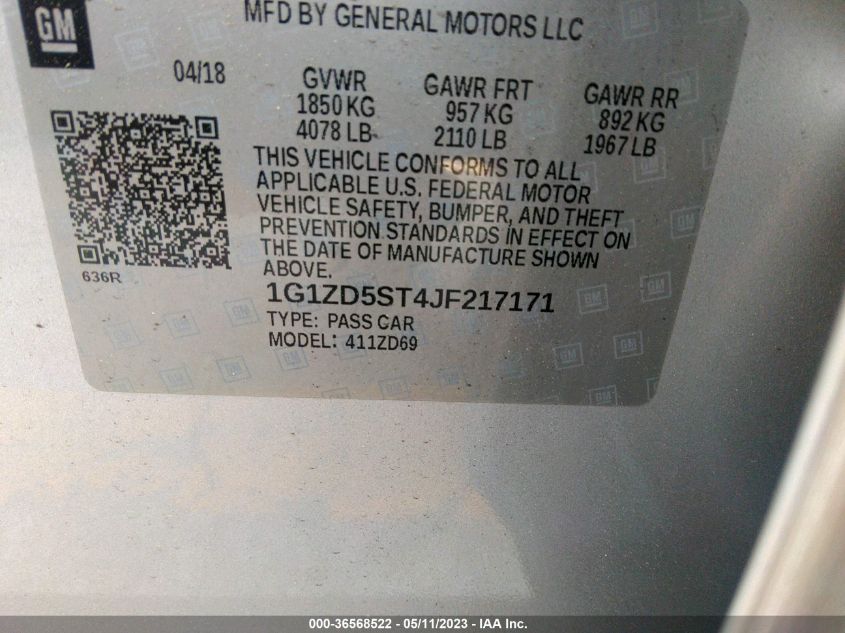 GM
MFD BY GENERAL MOTORS LLC
04/18
GVWR
1850 KG
4078 LB
GAWR FRT
957 KG
2110 LB
GAWR RR
892 KG
1967 LB
THIS VEHICLE CONFORMS TO ALL
APPLICABLE U.S. FEDERAL MOTOR
VEHICLE SAFETY, BUMPER, AND THEFT
PREVENTION STANDARDS IN EFFECT ON
THE DATE OF MANUFACTURE SHOWN
ABOVE.
636R
1G1ZD5ST4JF217171
TYPE: PASS CAR
MODEL: 411ZD69
000-36568522 - 05/11/2023 - IAA Inc.